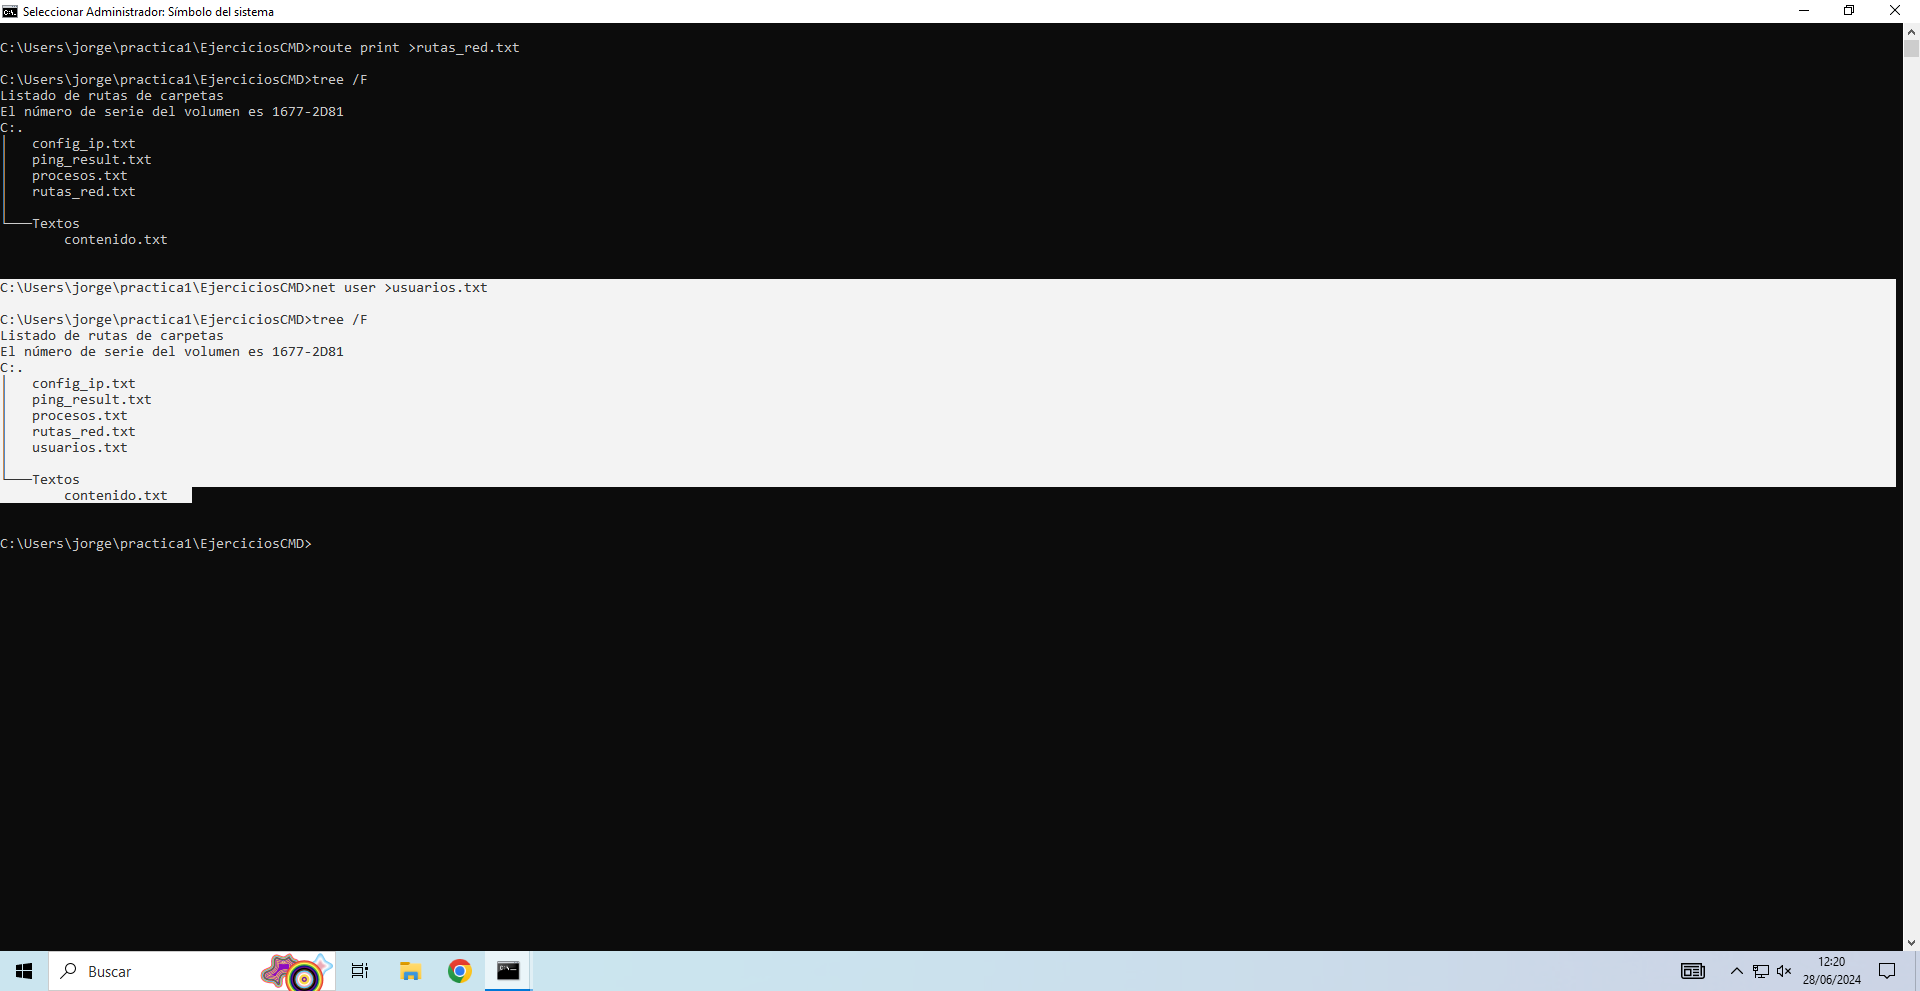 Seleccionar Administrador: Símbolo del sistema
C:\Users\jorge\practica1\EjerciciosCMD>route print >rutas_red.txt
C:\Users\jorge\practica1\EjerciciosCMD>tree /F
Listado de rutas de carpetas
El número de serie del volumen es 1677-2D81
C:.
config_ip.txt
ping_result.txt
procesos.txt
rutas_red.txt
Textos
contenido.txt
C:\Users\jorge\practica1\EjerciciosCMD>net user >usuarios.txt
C:\Users\jorge\practica1\EjerciciosCMD>tree /F
Listado de rutas de carpetas
El número de serie del volumen es 1677-2D81
C:.
config_ip.txt
ping_result.txt
procesos.txt
rutas_red.txt
usuarios.txt
Textos
contenido.txt
C:\Users\jorge\practica1\EjerciciosCMD>
Buscar
12:20
28/06/2024